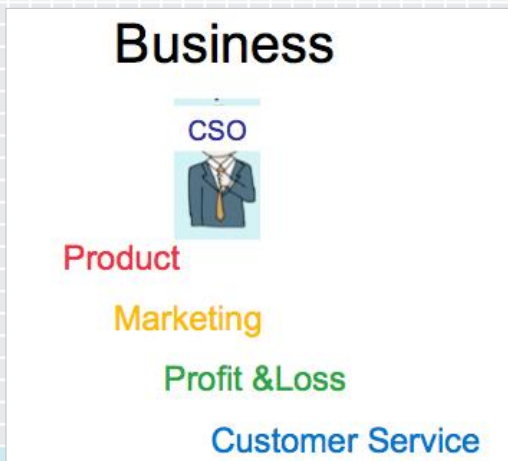 Business
CSO
Product
Marketing
Profit &Loss
Customer Service